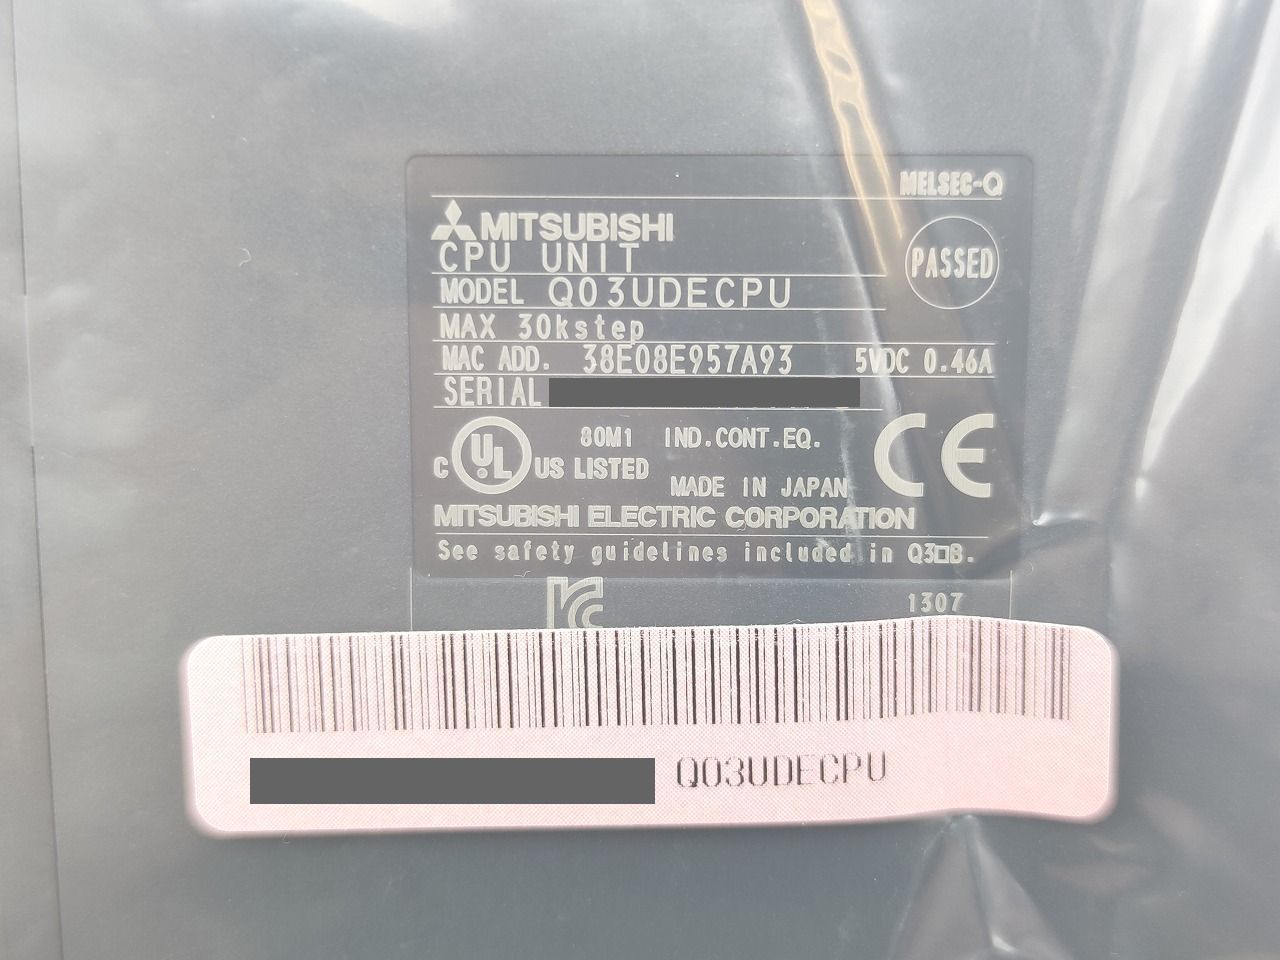 MELSEC-Q
MITSUBISHI
CPU UNIT
PASSED
MODEL Q03UDECPU
MAX 30kstep
MAC ADD. 38E08E957A93 5VDC 0.46A
SERIAL
80M1 IND.CONT.EQ.
C UL US LISTED
CE
MADE IN JAPAN
MITSUBISHI ELECTRIC CORPORATION
See safety guidelines included in Q3□B.
KC
1307
Q03UDECPU